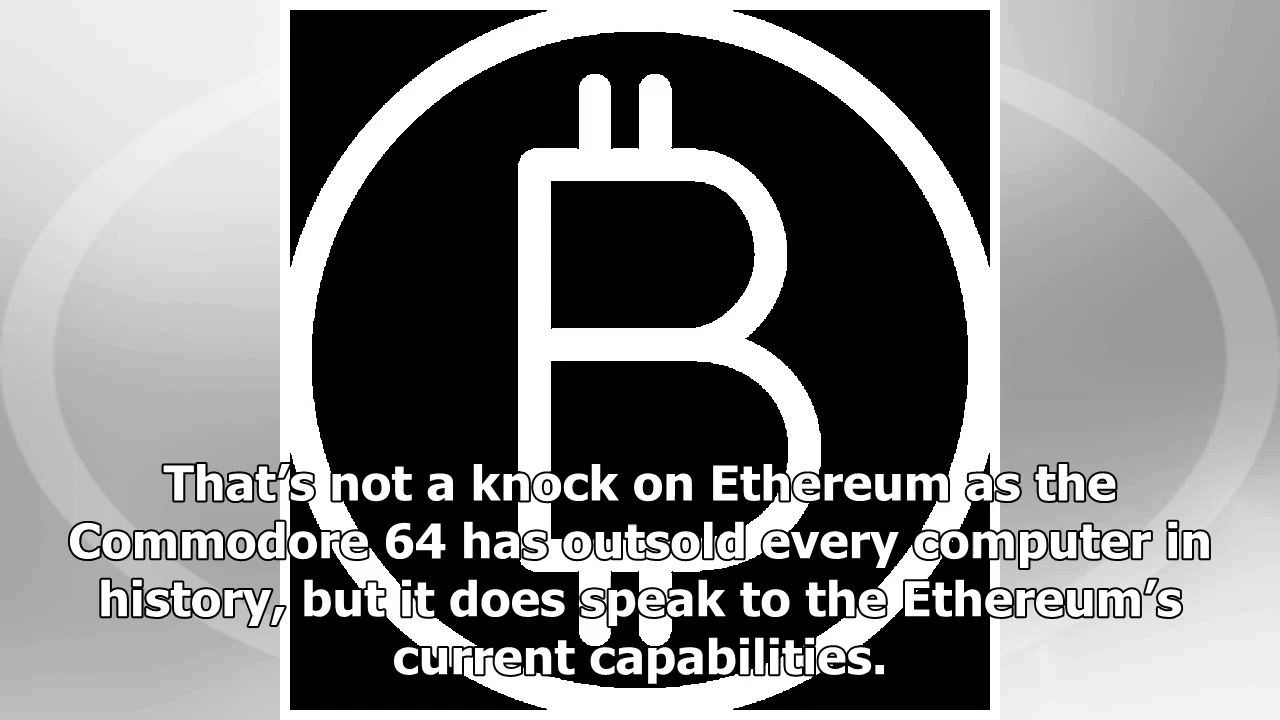 That’s not a knock on Ethereum as the
Commodore 64 has outsold every computer in
history, but it does speak to the Ethereum’s
current capabilities.